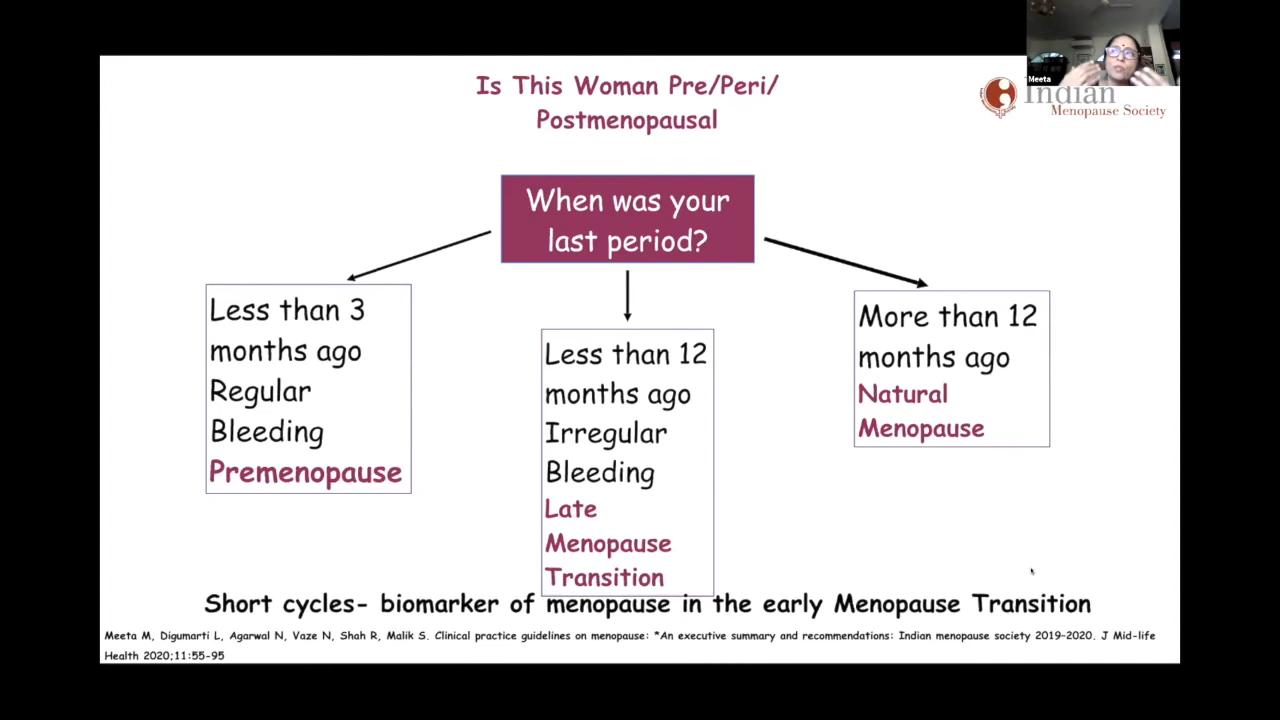 Meeta
Indian
Menopause Society
Is This Woman Pre/Peri/
Postmenopausal
When was your
last period?
Less than 3
months ago
Regular
Bleeding
Premenopause
Less than 12
months ago
Irregular
Bleeding
Late
Menopause
Transition
More than 12
months ago
Natural
Menopause
Short cycles- biomarker of menopause in the early Menopause Transition
Meeta M, Digumarti L, Agarwal N, Vaze N, Shah R, Malik S. Clinical practice guidelines on menopause: *An executive summary and recommendations: Indian menopause society 2019–2020. J Mid-life
Health 2020;11:55-95